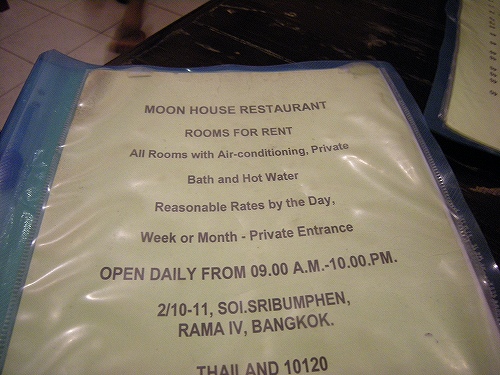 MOON HOUSE RESTAURANT
ROOMS FOR RENT
All Rooms with Air-conditioning, Private
Bath and Hot Water
Reasonable Rates by the Day,
Week or Month - Private Entrance
OPEN DAILY FROM 09.00 A.M.-10.00.PM.
2/10-11, SOI.SRIBUMPHEN,
RAMA IV, BANGKOK.
THAILAND 10120